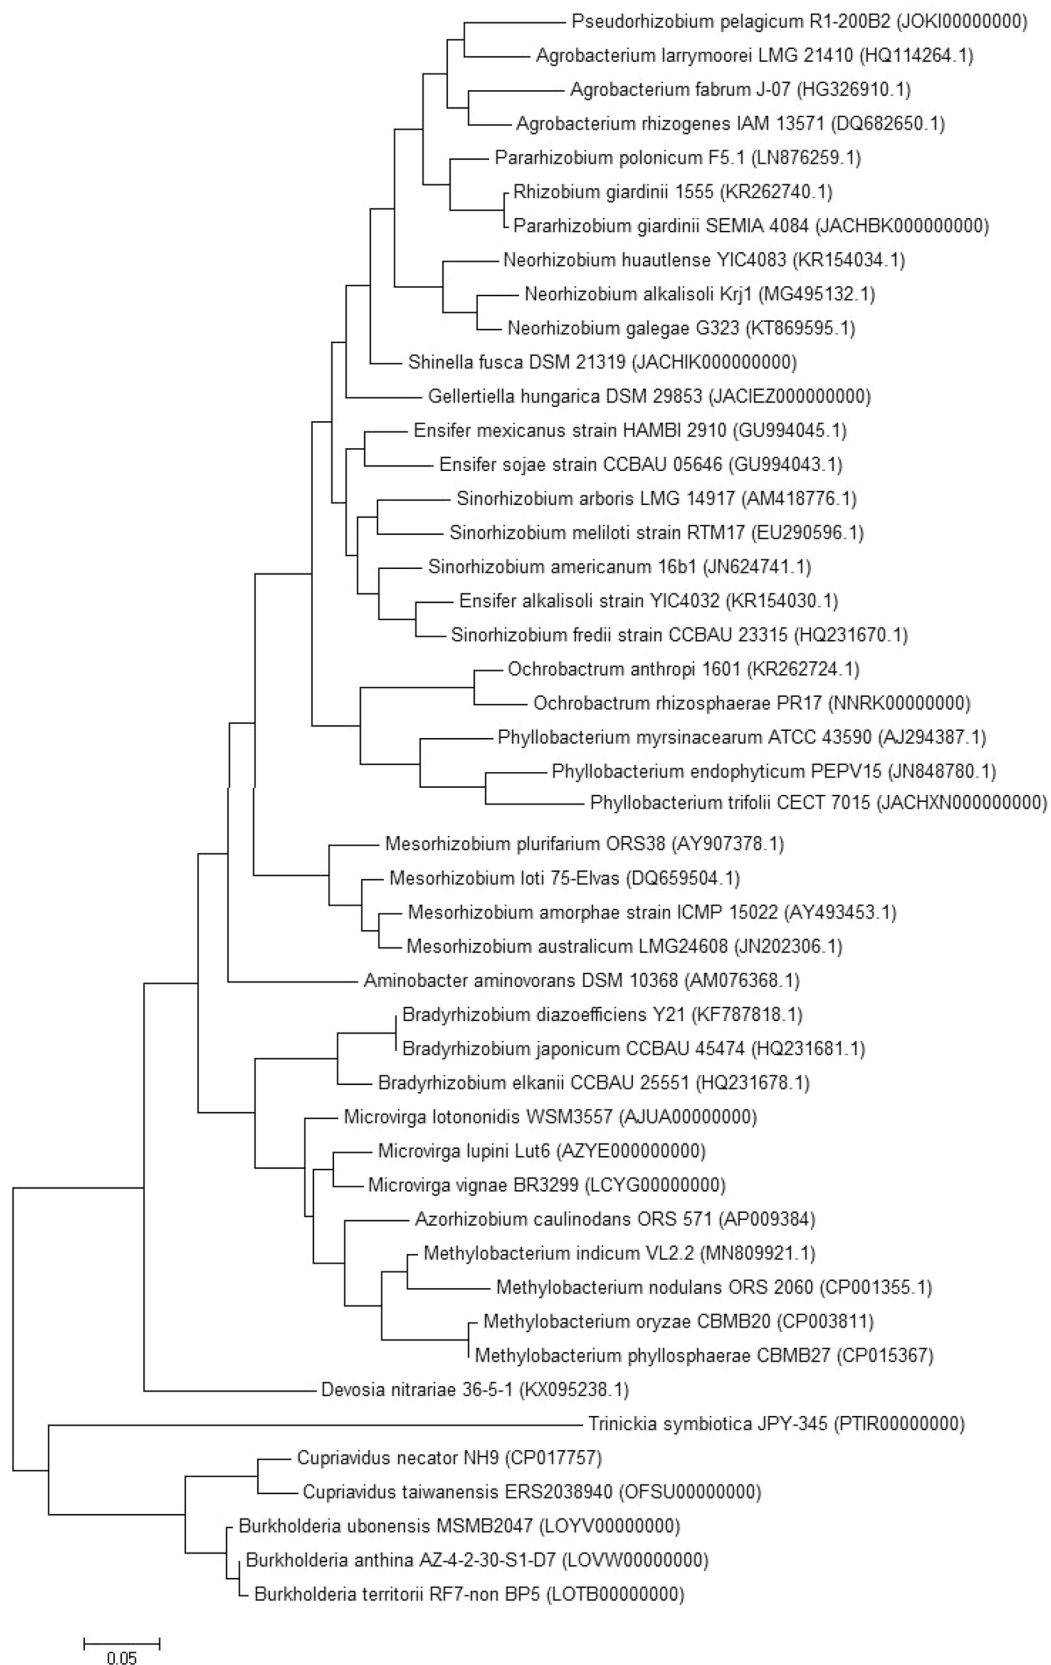 Pseudorhizobium pelagicum R1-200B2 (JOKI00000000)
Agrobacterium larrymoorei LMG 21410 (HQ114264.1)
Agrobacterium fabrum J-07 (HG326910.1)
Agrobacterium rhizogenes IAM 13571 (DQ682650.1)
Pararhizobium polonicum F5.1 (LN876259.1)
Rhizobium giardinii 1555 (KR262740.1)
Pararhizobium giardinii SEMIA 4084 (JACHBK000000000)
Neorhizobium huautlense YIC4083 (KR154034.1)
Neorhizobium alkalisoli Krj1 (MG495132.1)
Neorhizobium galegae G323 (KT869595.1)
Shinella fusca DSM 21319 (JACHIK000000000)
Gellertiella hungarica DSM 29853 (JACIEZ000000000)
Ensifer mexicanus strain HAMBI 2910 (GU994045.1)
Ensifer sojae strain CCBAU 05646 (GU994043.1)
Sinorhizobium arboris LMG 14917 (AM418776.1)
Sinorhizobium meliloti strain RTM17 (EU290596.1)
Sinorhizobium americanum 16b1 (JN624741.1)
Ensifer alkalisoli strain YIC4032 (KR154030.1)
Sinorhizobium fredii strain CCBAU 23315 (HQ231670.1)
Ochrobactrum anthropi 1601 (KR262724.1)
Ochrobactrum rhizosphaerae PR17 (NNRK00000000)
Phyllobacterium myrsinacearum ATCC 43590 (AJ294387.1)
Phyllobacterium endophyticum PEPV15 (JN848780.1)
Phyllobacterium trifolii CECT 7015 (JACHXN000000000)
Mesorhizobium plurifarium ORS38 (AY907378.1)
Mesorhizobium loti 75-Elvas (DQ659504.1)
Mesorhizobium amorphae strain ICMP 15022 (AY493453.1)
Mesorhizobium australicum LMG24608 (JN202306.1)
Aminobacter aminovorans DSM 10368 (AM076368.1)
Bradyrhizobium diazoefficiens Y21 (KF787818.1)
Bradyrhizobium japonicum CCBAU 45474 (HQ231681.1)
Bradyrhizobium elkanii CCBAU 25551 (HQ231678.1)
Microvirga lotononidis WSM3557 (AJUA00000000)
Microvirga lupini Lut6 (AZYE000000000)
Microvirga vignae BR3299 (LCYG00000000)
Azorhizobium caulinodans ORS 571 (AP009384)
Methylobacterium indicum VL2.2 (MN809921.1)
Methylobacterium nodulans ORS 2060 (CP001355.1)
Methylobacterium oryzae CBMB20 (CP003811)
Methylobacterium phyllosphaerae CBMB27 (CP015367)
Devosia nitrariae 36-5-1 (KX095238.1)
Trinickia symbiotica JPY-345 (PTIR00000000)
Cupriavidus necator NH9 (CP017757)
Cupriavidus taiwanensis ERS2038940 (OFSU00000000)
Burkholderia ubonensis MSMB2047 (LOYV00000000)
Burkholderia anthina AZ-4-2-30-S1-D7 (LOVW00000000)
Burkholderia territorii RF7-non BP5 (LOTB00000000)
0.05